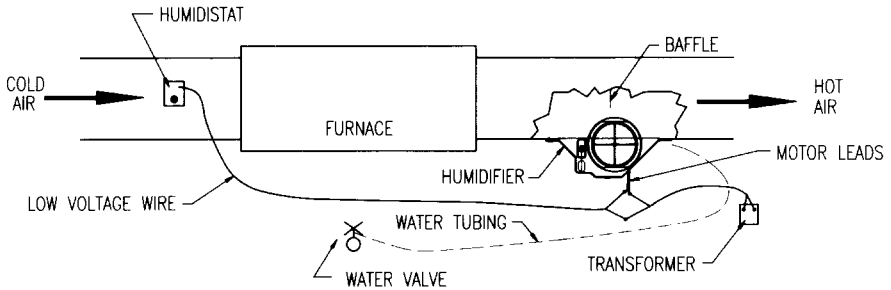 HUMIDISTAT
BAFFLE
COLD
AIR
HOT
AIR
FURNACE
MOTOR LEADS
HUMIDIFIER
LOW VOLTAGE WIRE
WATER TUBING
TRANSFORMER
WATER VALVE